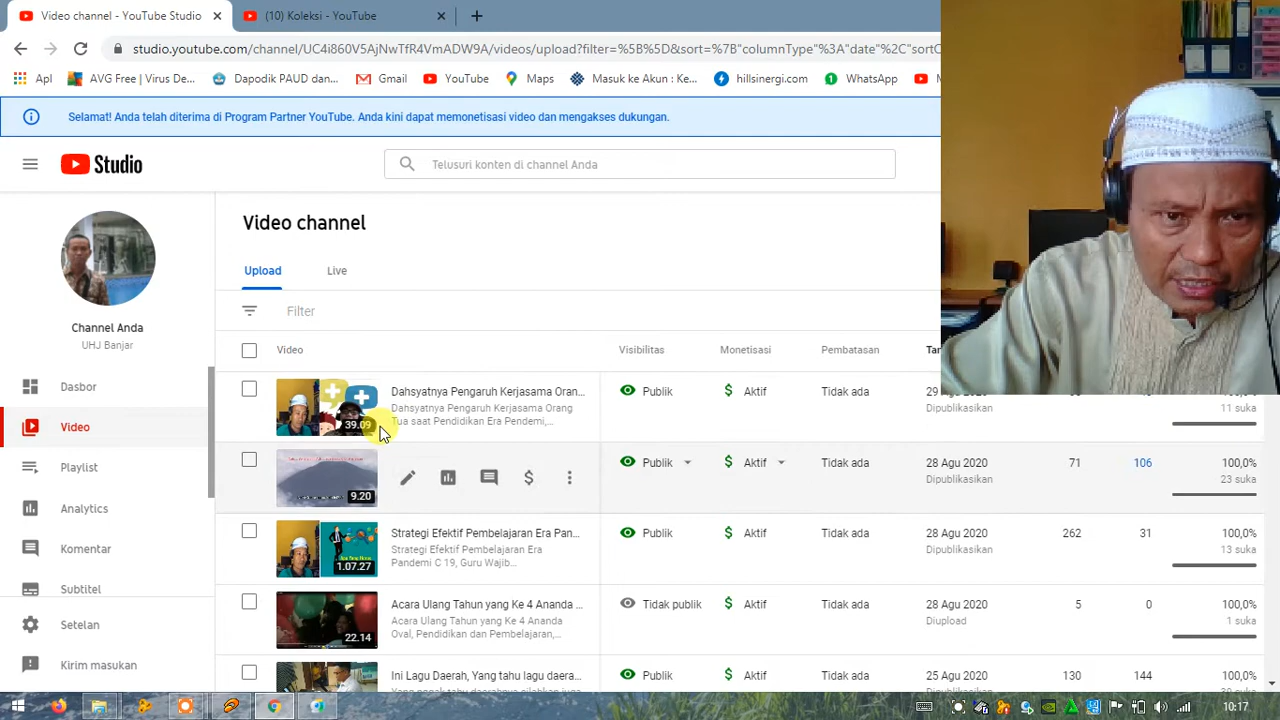 Video channel - YouTube Studio
(10) Koleksi - YouTube
studio.youtube.com/channel/UC4i860V5AjNwTfR4VmADW9A/videos/upload?filter=%5B%5D&sort=%7B"columnType"%3A"date"%2C"sortC
Apl
AVG Free | Virus De...
Dapodik PAUD dan...
Gmail
YouTube
Maps
Masuk ke Akun : Ke...
hillsinergi.com
WhatsApp
Selamat! Anda telah diterima di Program Partner YouTube. Anda kini dapat memonetisasi video dan mengakses dukungan.
Studio
Telusuri konten di channel Anda
Channel Anda
UHJ Banjar
Dasbor
Video
Playlist
Analytics
Komentar
Subtitel
Setelan
Kirim masukan
Video channel
Upload
Live
Filter
Video
Visibilitas
Monetisasi
Pembatasan
39.09
Dahsyatnya Pengaruh Kerjasama Oran...
Dahsyatnya Pengaruh Kerjasama Orang
Tua saat Pendidikan Era Pendemi,...
Publik
Aktif
Tidak ada
Dipublikasikan
11 suka
9.20
Publik
Aktif
Tidak ada
28 Agu 2020
Dipublikasikan
71
106
100,0%
23 suka
1.07.27
Strategi Efektif Pembelajaran Era Pan...
Strategi Efektif Pembelajaran Era
Pandemi C 19, Guru Wajib...
Publik
Aktif
Tidak ada
28 Agu 2020
Dipublikasikan
262
31
100,0%
13 suka
22.14
Acara Ulang Tahun yang Ke 4 Ananda ...
Acara Ulang Tahun yang Ke 4 Ananda
Oval, Pendidikan dan Pembelajaran,...
Tidak publik
Aktif
Tidak ada
28 Agu 2020
Diupload
5
0
100,0%
1 suka
Ini Lagu Daerah, Yang tahu lagu daera...
Publik
Aktif
Tidak ada
25 Agu 2020
130
144
100,0%
10:17